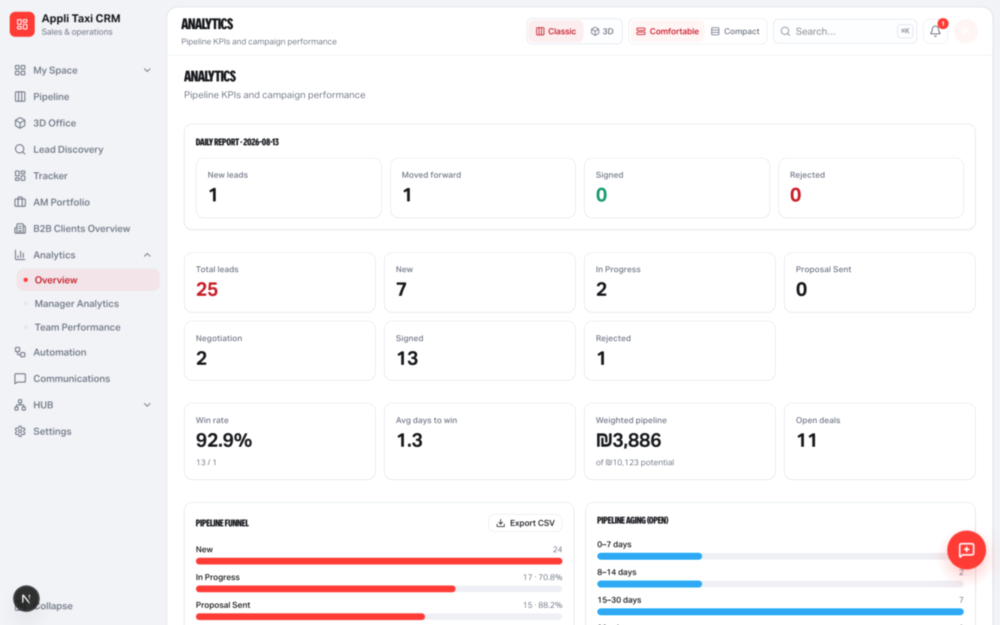 Appli Taxi CRM
Sales & operations
My Space
Pipeline
3D Office
Lead Discovery
Tracker
AM Portfolio
B2B Clients Overview
Analytics
Overview
Manager Analytics
Team Performance
Automation
Communications
HUB
Settings
N
Collapse
ANALYTICS
Pipeline KPIs and campaign performance
Classic
3D
Comfortable
Compact
Search...
⌘K
1
ANALYTICS
Pipeline KPIs and campaign performance
DAILY REPORT · 2026-08-13
New leads
1
Moved forward
1
Signed
0
Rejected
0
Total leads
25
New
7
In Progress
2
Proposal Sent
0
Negotiation
2
Signed
13
Rejected
1
Win rate
92.9%
13 / 1
Avg days to win
1.3
Weighted pipeline
₪3,886
of ₪10,123 potential
Open deals
11
PIPELINE FUNNEL
Export CSV
New 24
In Progress 17 · 70.8%
Proposal Sent 15 · 88.2%
PIPELINE AGING (OPEN)
0–7 days
8–14 days 2
15–30 days 7